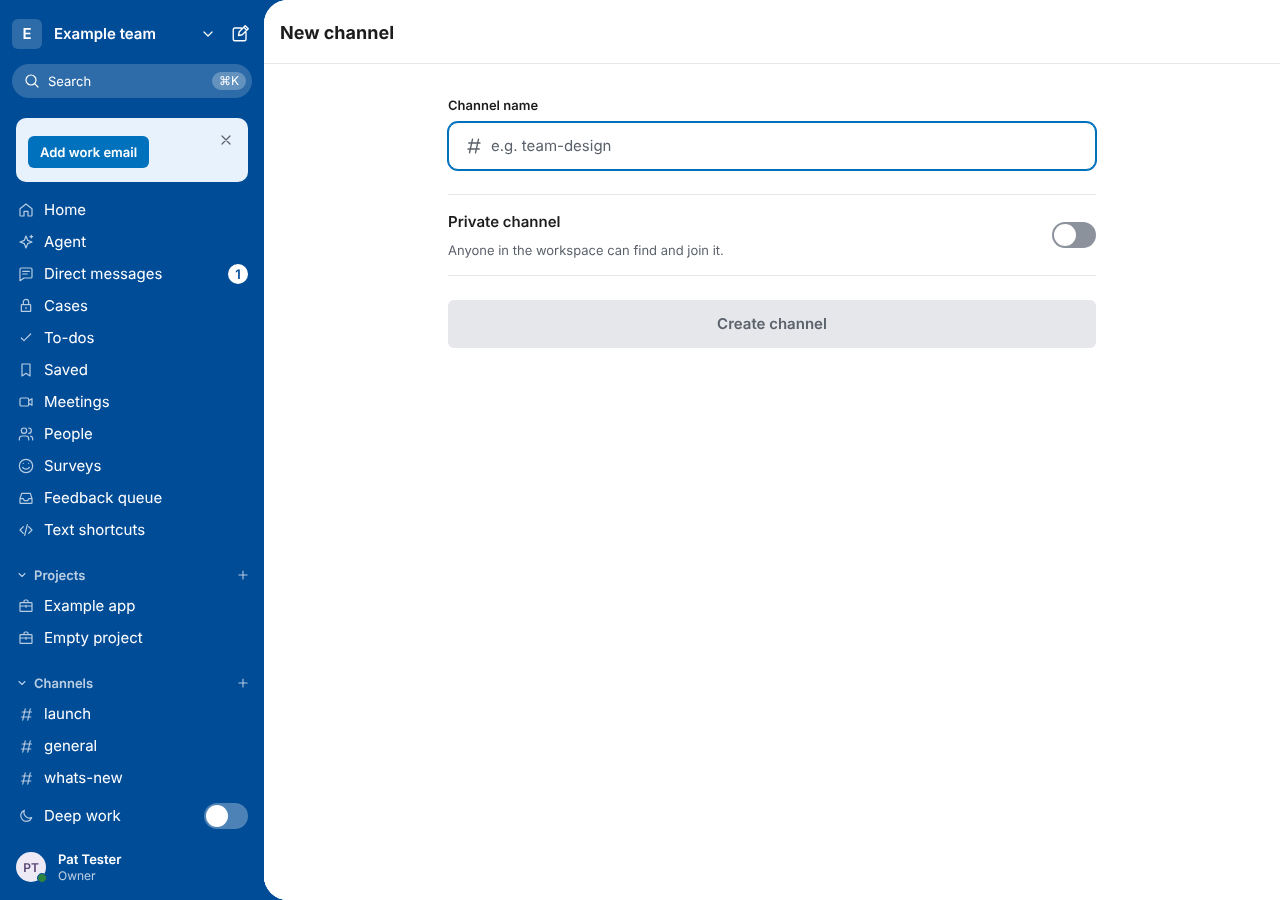 E
Example team
Search
⌘K
Add work email
Home
Agent
Direct messages
1
Cases
To-dos
Saved
Meetings
People
Surveys
Feedback queue
Text shortcuts
Projects
Example app
Empty project
Channels
# launch
# general
# whats-new
Deep work
PT
Pat Tester
Owner
New channel
Channel name
# e.g. team-design
Private channel
Anyone in the workspace can find and join it.
Create channel